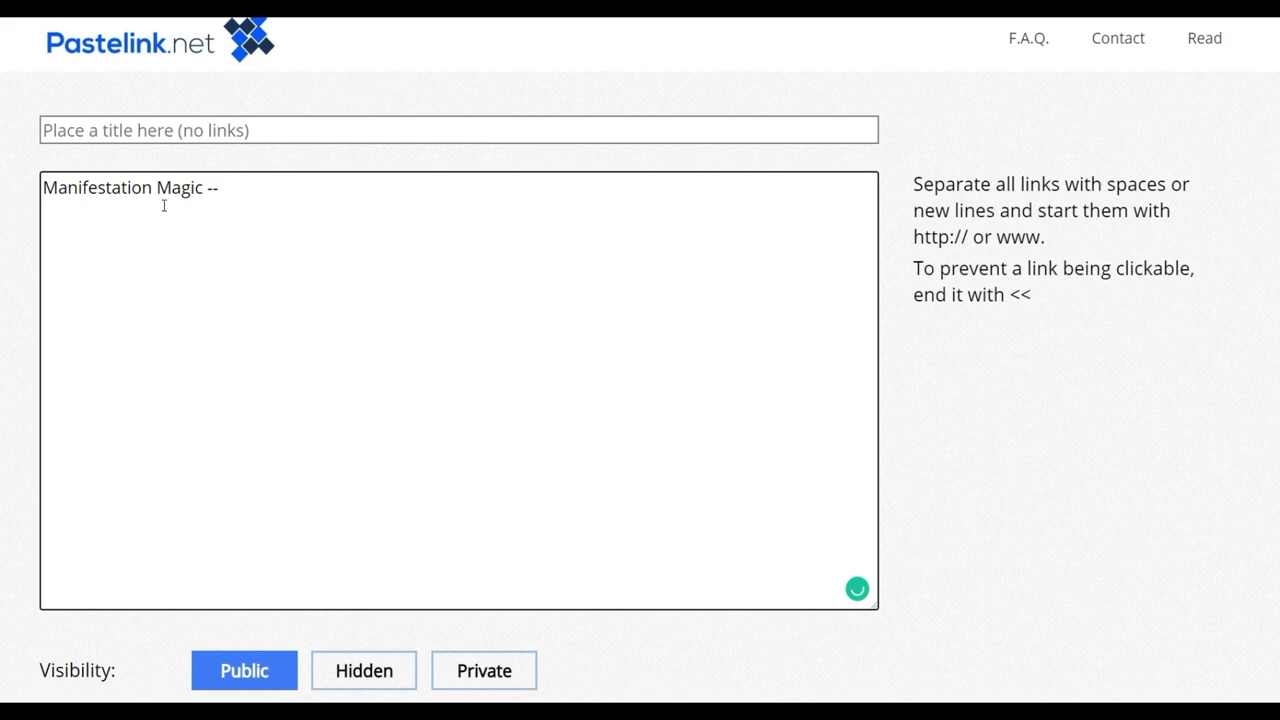 Pastelink.net
F.A.Q. Contact Read
Place a title here (no links)
Manifestation Magic --
Separate all links with spaces or
new lines and start them with
http:// or www.
To prevent a link being clickable,
end it with <<
Visibility: Public Hidden Private